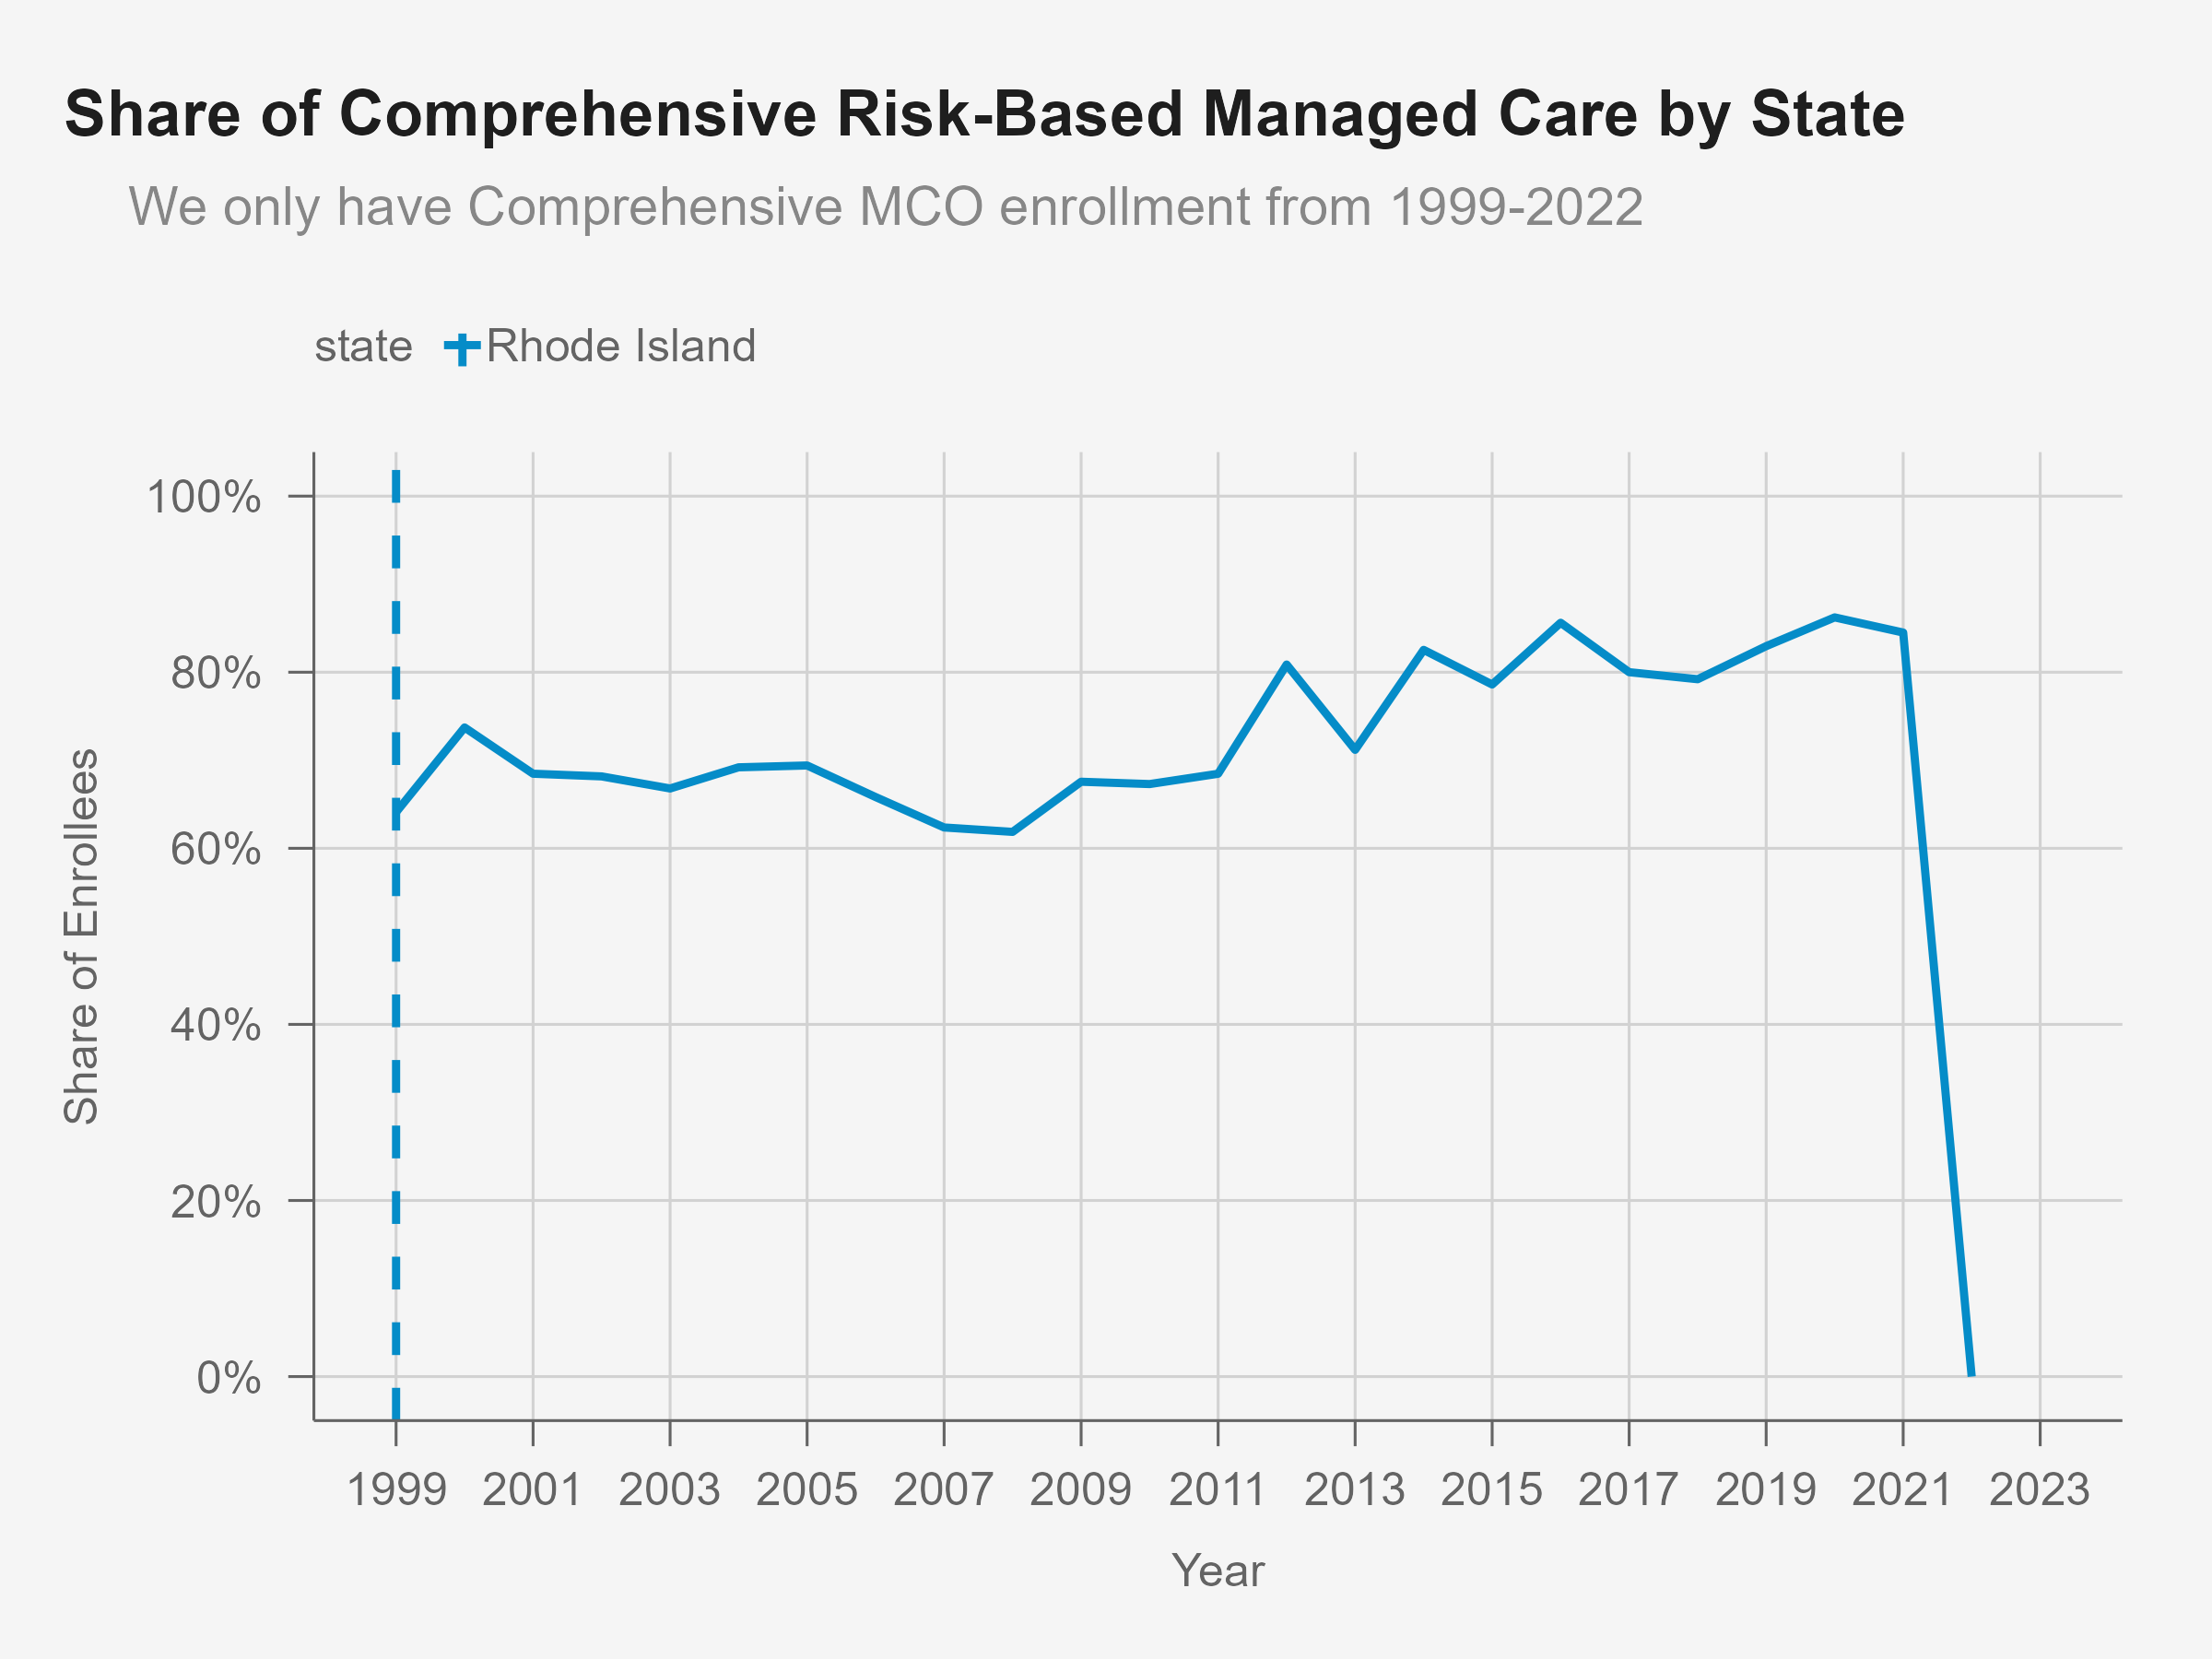 Share of Comprehensive Risk-Based Managed Care by State
We only have Comprehensive MCO enrollment from 1999-2022
state Rhode Island
100%
80%
60%
40%
20%
0%
Share of Enrollees
1999 2001 2003 2005 2007 2009 2011 2013 2015 2017 2019 2021 2023
Year